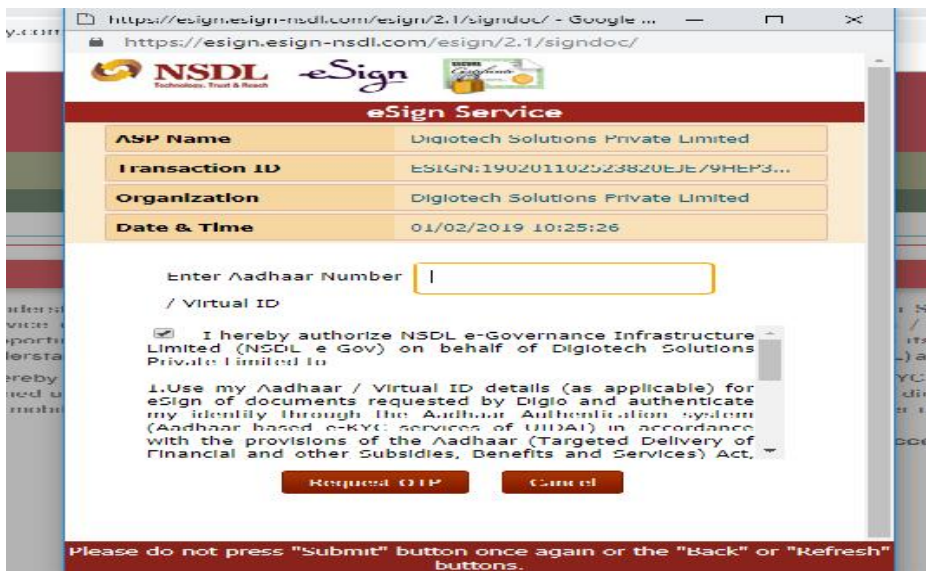 https://esign.esign-nsdl.com/esign/2.1/signdoc/ - Google ...
y.com
https://esign.esign-nsdl.com/esign/2.1/signdoc/
NSDL eSign
Technology, Trust & Reach
eSign Service
ASP Name Digiotech Solutions Private Limited
Transaction ID
Organization Digiotech Solutions Private Limited
Date & Time 01/02/2019 10:25:26
Enter Aadhaar Number
/ Virtual ID
I hereby authorize NSDL e-Governance Infrastructure
Limited (NSDL e-Gov) on behalf of Digiotech Solutions
Private Limited to
1.Use my Aadhaar / Virtual ID details (as applicable) for
eSign of documents requested by Digio and authenticate
my identity through the Aadhaar Authentication system
(Aadhaar based e-KYC services of UIDAI) in accordance
with the provisions of the Aadhaar (Targeted Delivery of
Financial and other Subsidies, Benefits and Services) Act,
Request OTP Cancel
Please do not press "Submit" button once again or the "Back" or "Refresh"
buttons.